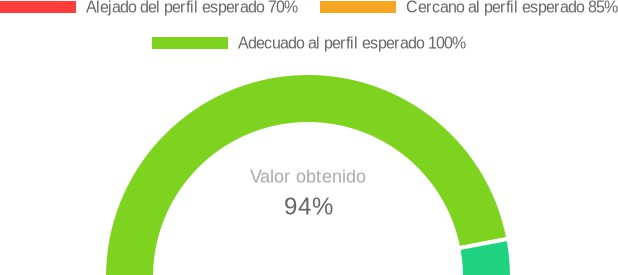 Alejado del perfil esperado 70% Cercano al perfil esperado 85%
Adecuado al perfil esperado 100%
Valor obtenido
94%